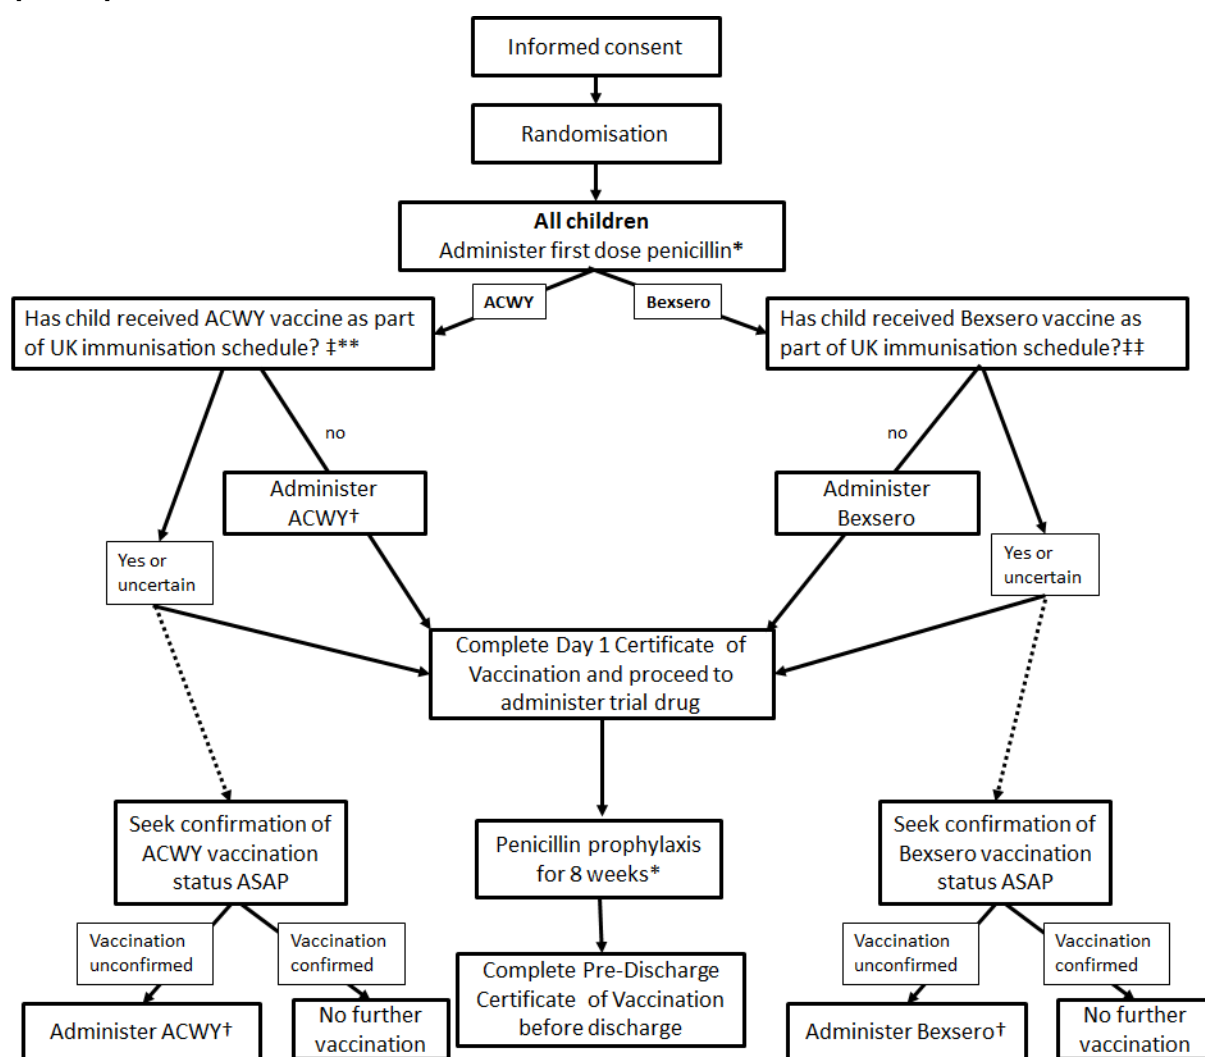 Informed consent
Randomisation
All children
Administer first dose penicillin*
ACWY
Bexsero
Has child received ACWY vaccine as part
of UK immunisation schedule? ‡**
Has child received Bexsero vaccine as
part of UK immunisation schedule?‡‡
no
no
Administer
ACWY†
Administer
Bexsero
Yes or
uncertain
Yes or
uncertain
Complete Day 1 Certificate of
Vaccination and proceed to
administer trial drug
Seek confirmation of
ACWY vaccination
status ASAP
Penicillin prophylaxis
for 8 weeks*
Seek confirmation of
Bexsero vaccination
status ASAP
Vaccination
unconfirmed
Vaccination
confirmed
Vaccination
unconfirmed
Vaccination
confirmed
Complete Pre-Discharge
Certificate of Vaccination
before discharge
Administer ACWY†
No further
vaccination
Administer Bexsero†
No further
vaccination